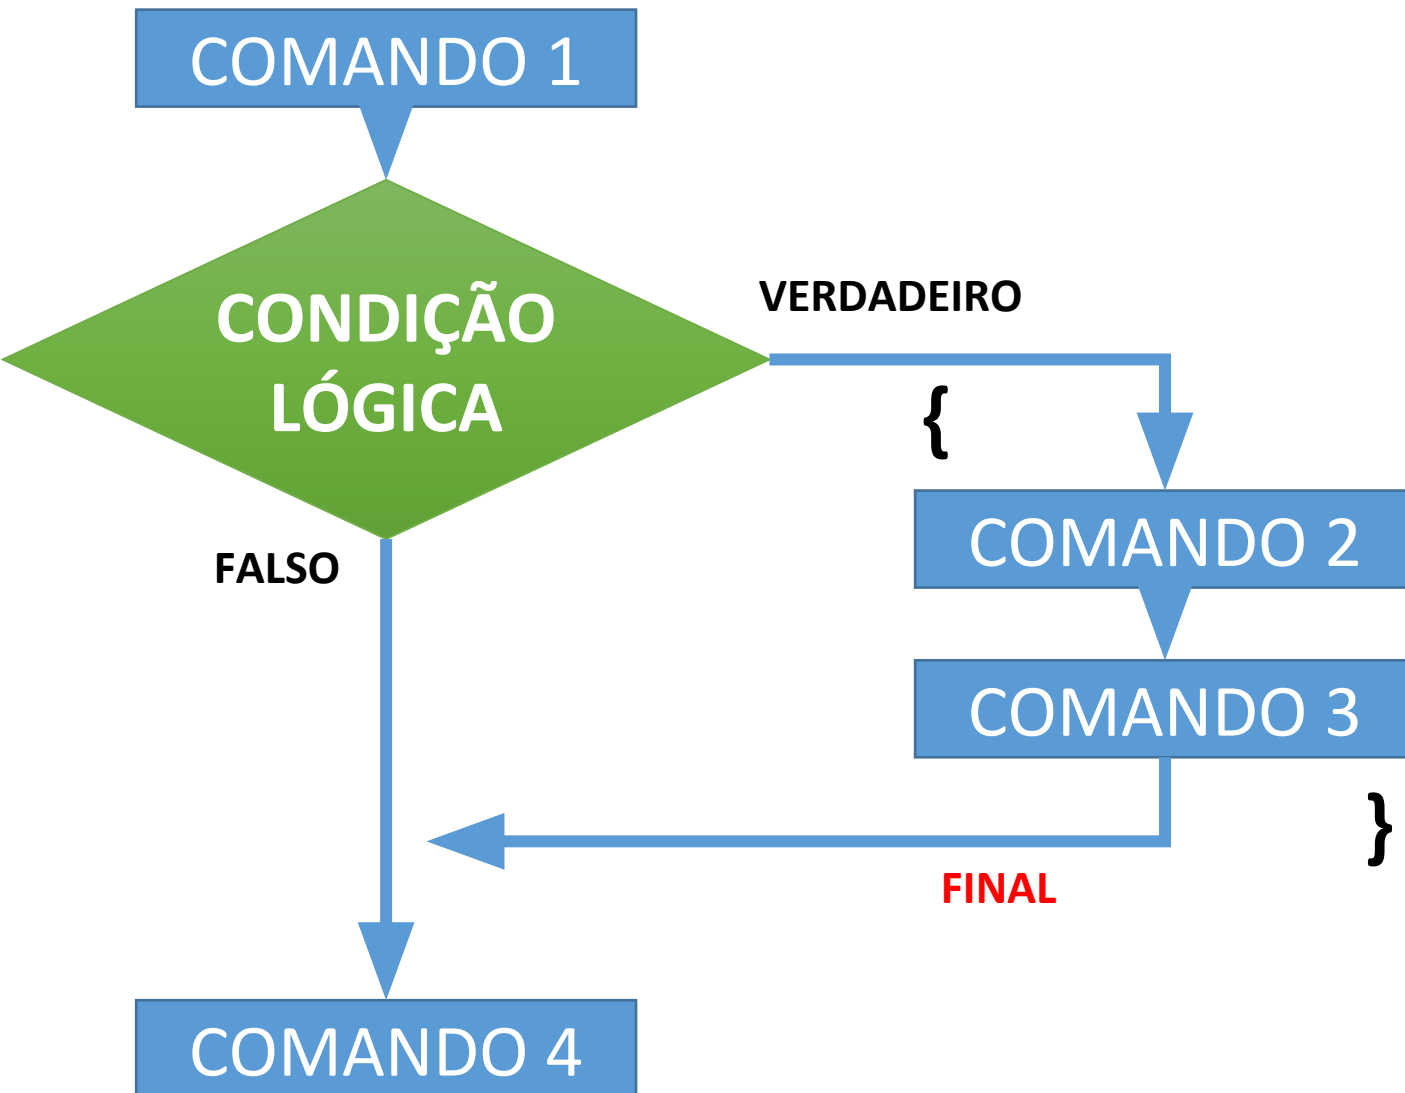 COMANDO 1
CONDIÇÃO
LÓGICA
VERDADEIRO
{
COMANDO 2
FALSO
COMANDO 3
}
FINAL
COMANDO 4